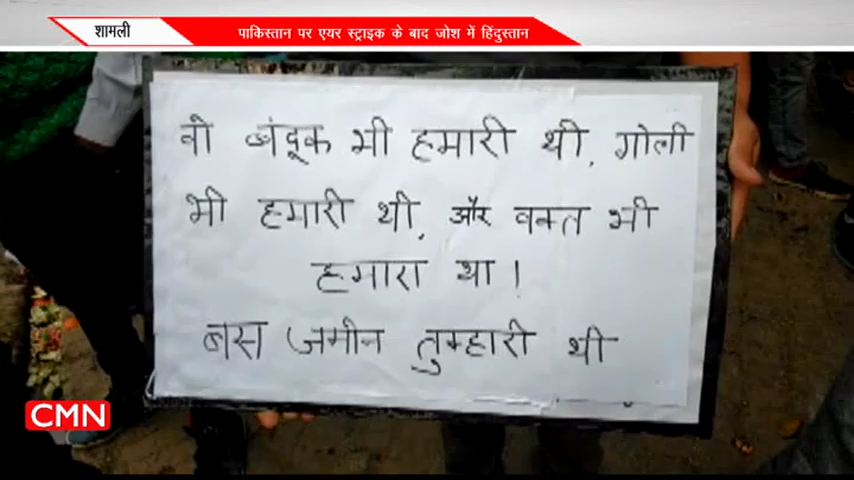 शामली
पाकिस्तान पर एयर स्ट्राइक के बाद जोश में हिंदुस्तान
वो बंदूक भी हमारी थी, गोली
भी हमारी थी, और वक्त भी
हमारा था।
बस जमीन तुम्हारी थी
CMN